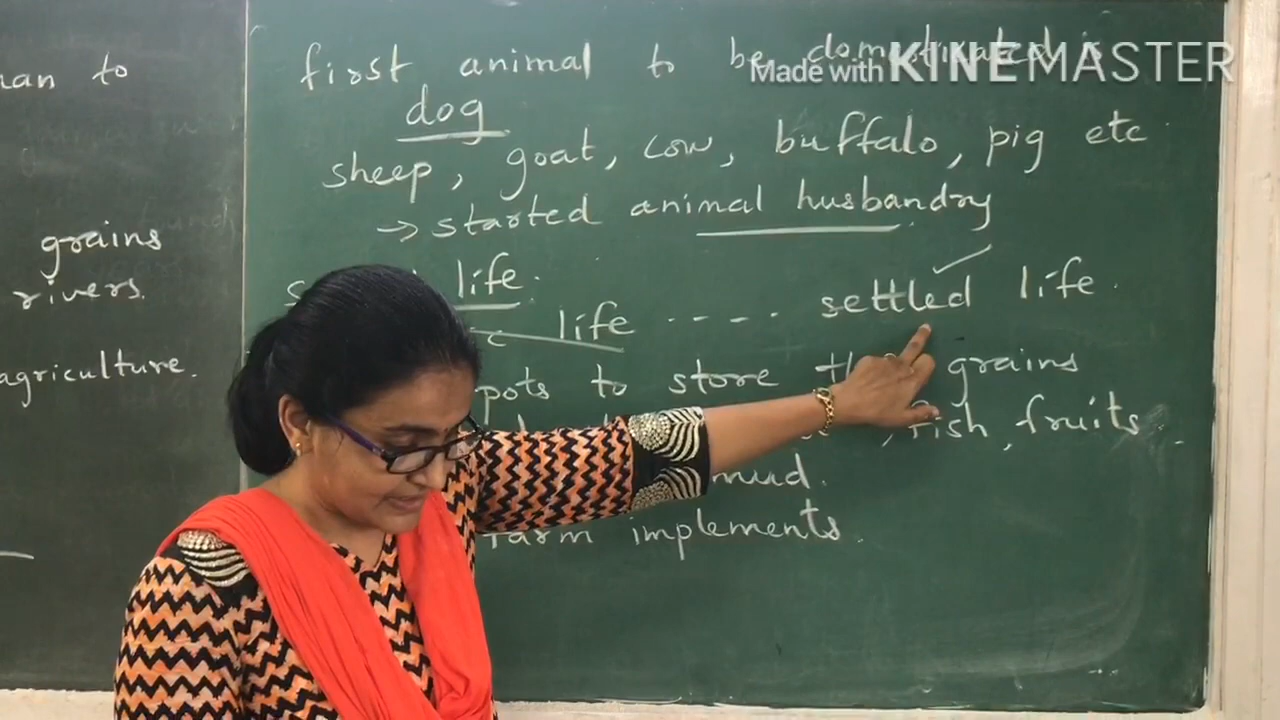 man to
grains
rivers.
agriculture.
first animal to be domesticated is
Made with KINEMASTER
dog
sheep, goat, cow, buffalo, pig etc
→ started animal husbandry
life:
life - - - - settled life.
pots to store grains
, fish, fruits
mud.
farm implements.